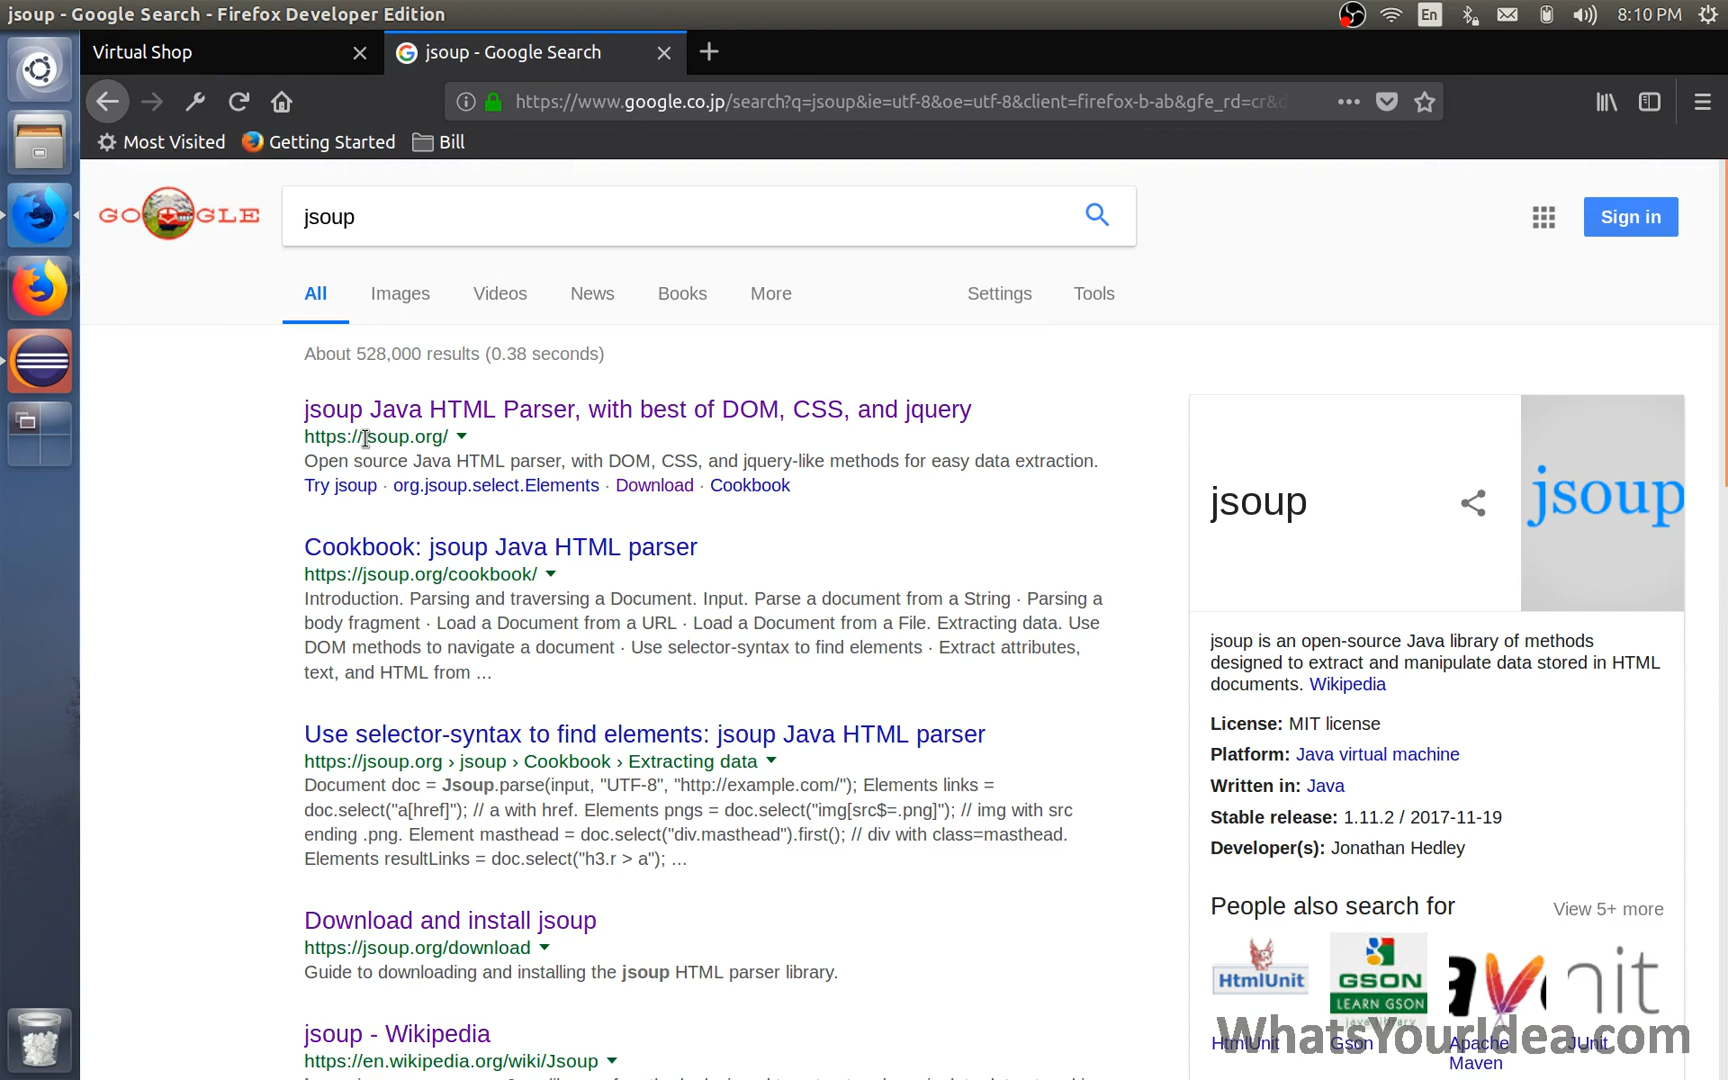 jsoup - Google Search - Firefox Developer Edition
En
8:10 PM
Virtual Shop
jsoup - Google Search
https://www.google.co.jp/search?q=jsoup&ie=utf-8&oe=utf-8&client=firefox-b-ab&gfe_rd=cr&d
Most Visited
Getting Started
Bill
GOOGLE
jsoup
Sign in
All
Images
Videos
News
Books
More
Settings
Tools
About 528,000 results (0.38 seconds)
jsoup Java HTML Parser, with best of DOM, CSS, and jquery
https://jsoup.org/
Open source Java HTML parser, with DOM, CSS, and jquery-like methods for easy data extraction.
Try jsoup · org.jsoup.select.Elements · Download · Cookbook
Cookbook: jsoup Java HTML parser
https://jsoup.org/cookbook/
Introduction. Parsing and traversing a Document. Input. Parse a document from a String · Parsing a
body fragment · Load a Document from a URL · Load a Document from a File. Extracting data. Use
DOM methods to navigate a document · Use selector-syntax to find elements · Extract attributes,
text, and HTML from ...
Use selector-syntax to find elements: jsoup Java HTML parser
https://jsoup.org › jsoup › Cookbook › Extracting data
Document doc = Jsoup.parse(input, "UTF-8", "http://example.com/"); Elements links =
doc.select("a[href]"); // a with href. Elements pngs = doc.select("img[src$=.png]"); // img with src
ending .png. Element masthead = doc.select("div.masthead").first(); // div with class=masthead.
Elements resultLinks = doc.select("h3.r > a"); ...
Download and install jsoup
https://jsoup.org/download
Guide to downloading and installing the jsoup HTML parser library.
jsoup - Wikipedia
https://en.wikipedia.org/wiki/Jsoup
jsoup
jsoup
jsoup is an open-source Java library of methods
designed to extract and manipulate data stored in HTML
documents. Wikipedia
License: MIT license
Platform: Java virtual machine
Written in: Java
Stable release: 1.11.2 / 2017-11-19
Developer(s): Jonathan Hedley
People also search for
View 5+ more
HtmlUnit
GSON
LEARN GSON
java library
HtmlUnit
Gson
Apache
Maven
JUnit
WhatsYourIdea.com